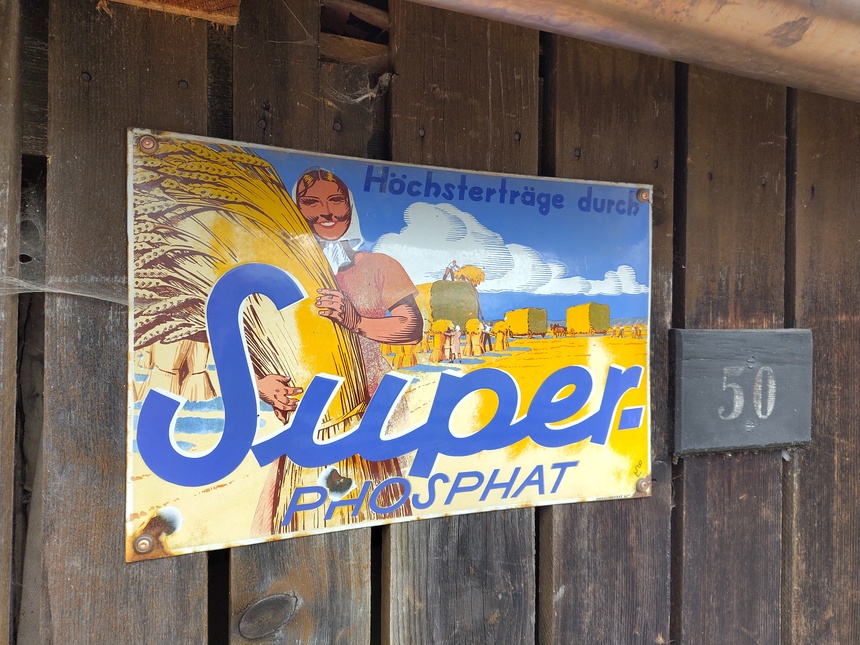 Höchsterträge durch
Super-
PHOSPHAT
50